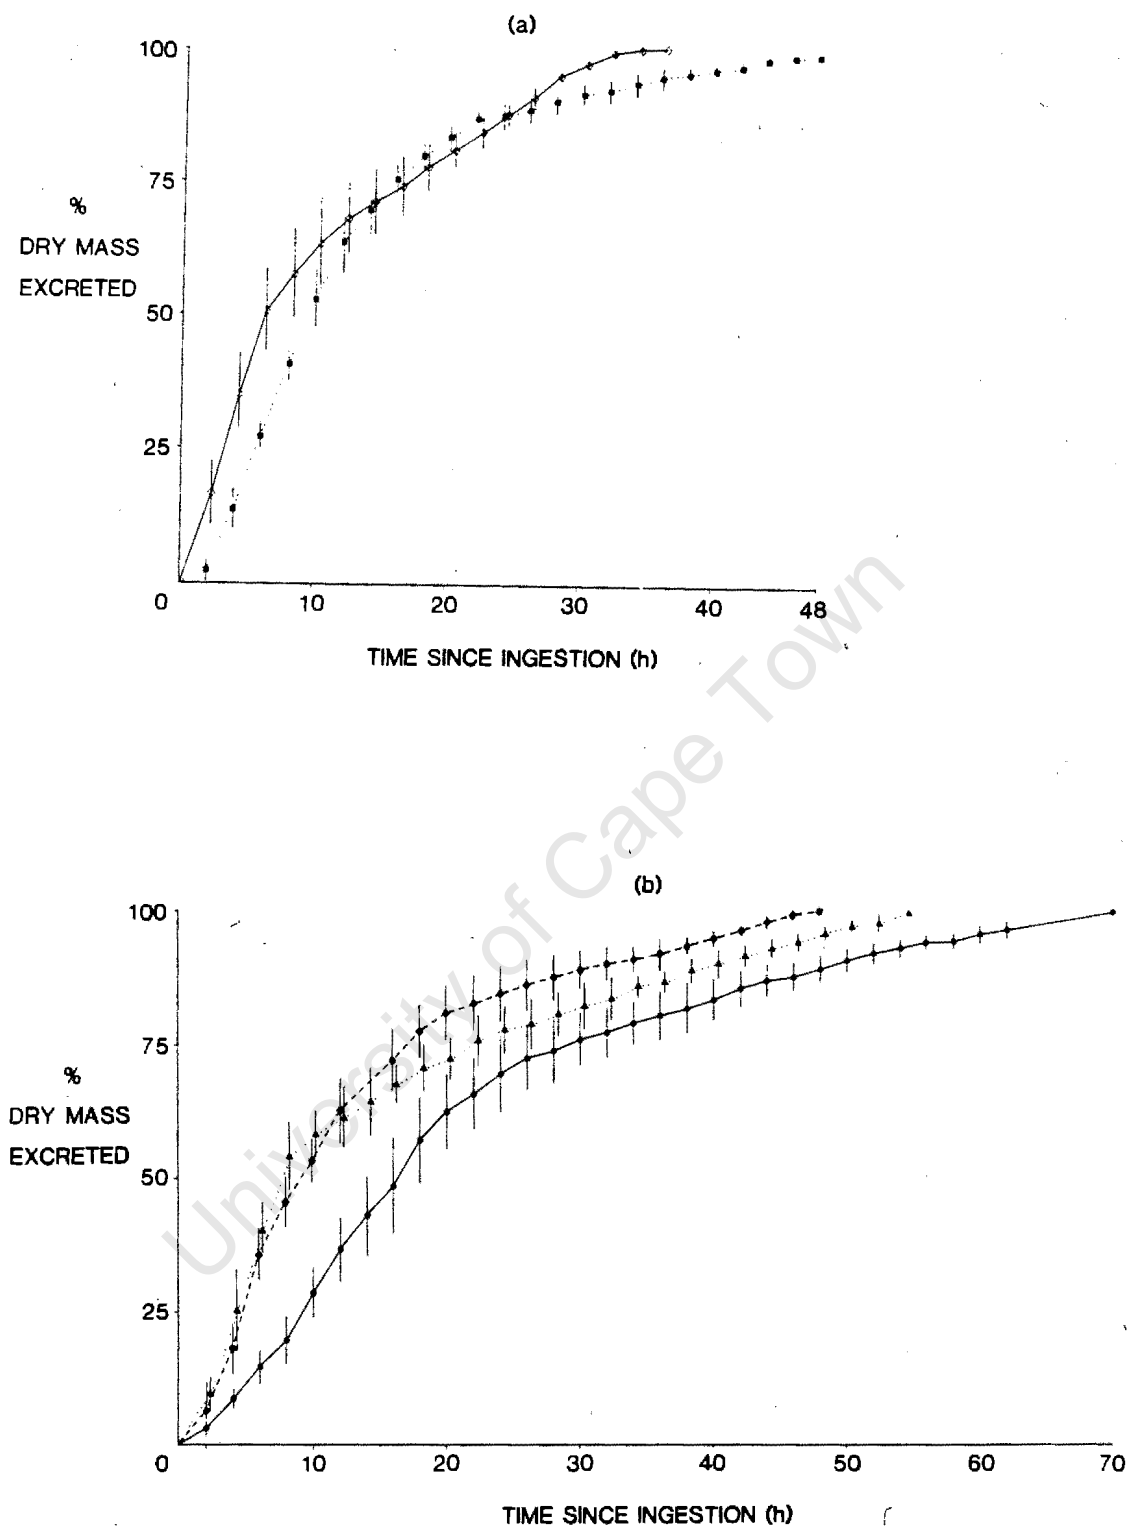 (a)
100
75
%
DRY MASS
EXCRETED
50
25
0 10 20 30 40 48
TIME SINCE INGESTION (h)
University of Cape Town
(b)
100
75
%
DRY MASS
EXCRETED
50
25
0 10 20 30 40 50 60 70
TIME SINCE INGESTION (h)